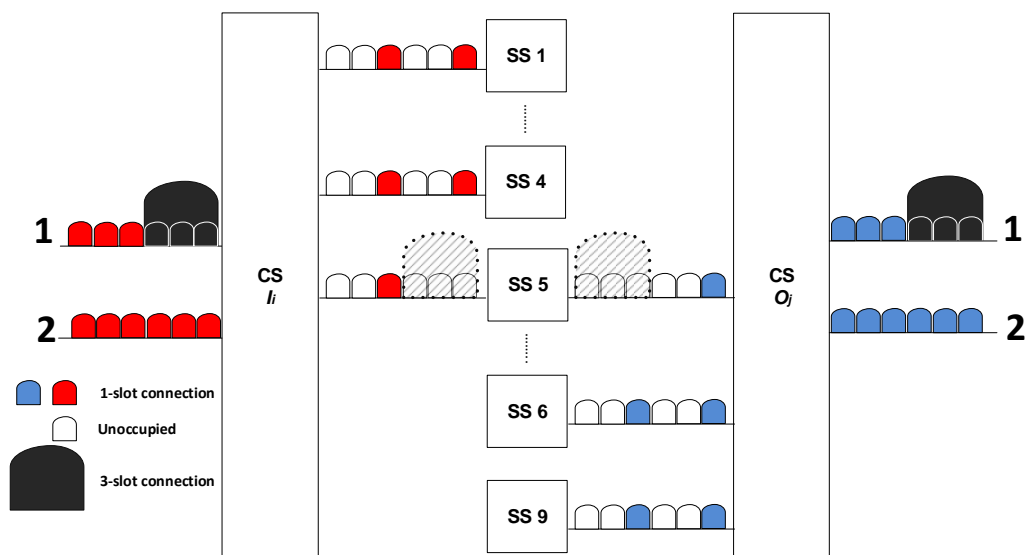 SS 1
SS 4
1
1
CS
Ii
SS 5
CS
Oj
2
2
1-slot connection
SS 6
Unoccupied
3-slot connection
SS 9